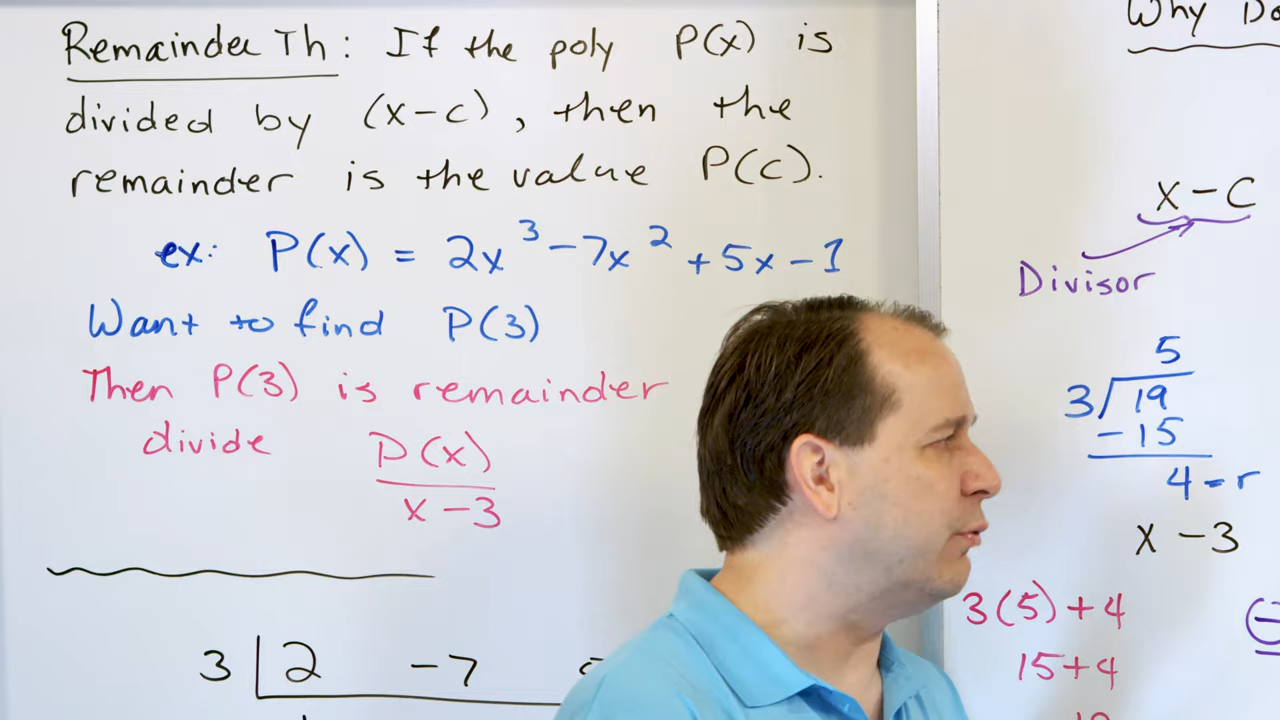 Remainder Th: If the poly P(x) is
divided by (x-c), then the
remainder is the value P(c).
ex: P(x) = 2x³-7x²+5x-1
Want to find P(3)
Then P(3) is remainder
divide P(x)
x-3
3 2 -7
Why
x-c
Divisor
5
3 19
-15
4=r
x-3
3(5)+4
15+4